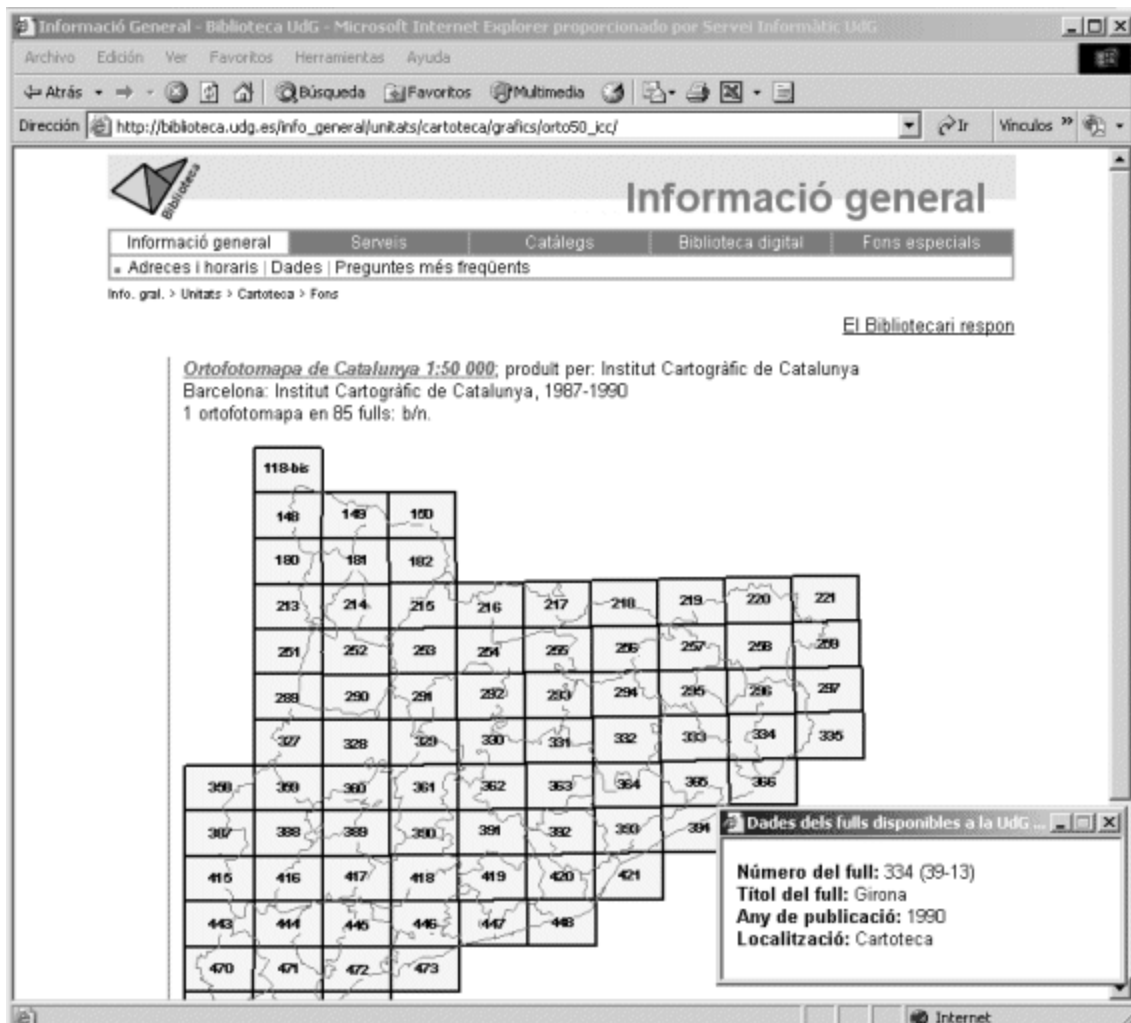 Informació General - Biblioteca UdG - Microsoft Internet Explorer proporcionado por Servei Informàtic UdG
Archivo Edición Ver Favoritos Herramientas Ayuda
Atrás Búsqueda Favoritos Multimedia
Dirección http://biblioteca.udg.es/info_general/unitats/cartoteca/grafics/orto50_icc/ Ir Vínculos »
Biblioteca
Informació general
Informació general Serveis Catàlegs Biblioteca digital Fons especials
Adreces i horaris | Dades | Preguntes més freqüents
Info. gral. > Unitats > Cartoteca > Fons
El Bibliotecari respon
Ortofotomapa de Catalunya 1:50 000; produït per: Institut Cartogràfic de Catalunya
Barcelona: Institut Cartogràfic de Catalunya, 1987-1990
1 ortofotomapa en 85 fulls: b/n.
118-bis
148 149 150
180 181 182
213 214 215 216 217 218 219 220 221
251 252 253 254 255 256 257 258 259
289 290 291 292 293 294 295 296 297
327 328 329 330 331 332 333 334 335
358 359 360 361 362 363 364 365 366
387 388 389 390 391 392 393 394
415 416 417 418 419 420 421
443 444 445 446 447 448
470 471 472 473
Dades dels fulls disponibles a la UdG ...
Número del full: 334 (39-13)
Títol del full: Girona
Any de publicació: 1990
Localització: Cartoteca
Internet